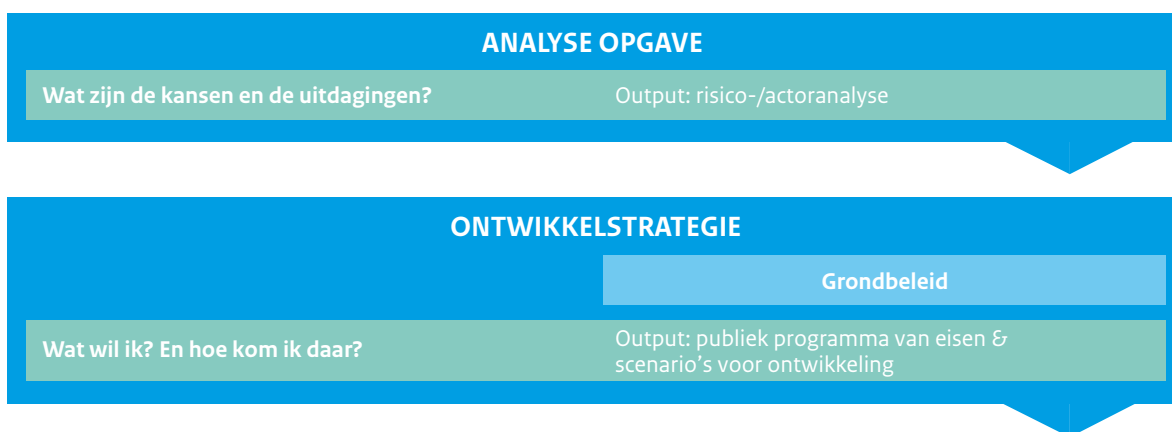 ANALYSE OPGAVE
Wat zijn de kansen en de uitdagingen?
Output: risico-/actoranalyse
ONTWIKKELSTRATEGIE
Grondbeleid
Wat wil ik? En hoe kom ik daar?
Output: publiek programma van eisen &
scenario’s voor ontwikkeling